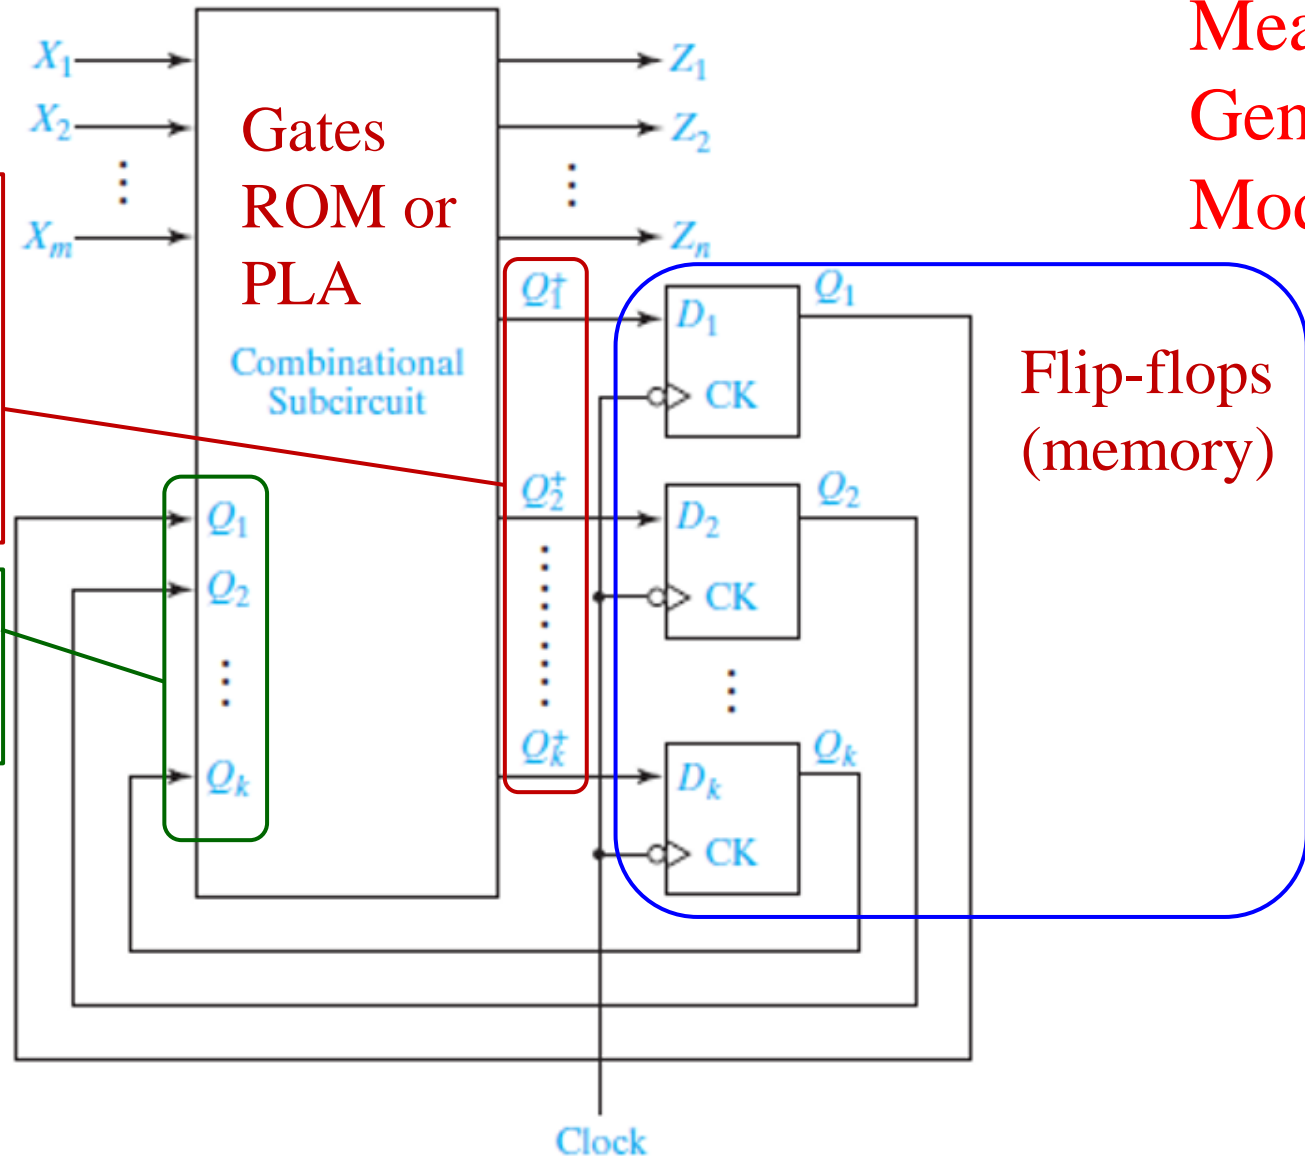 X1
X2
Xm
Gates
ROM or
PLA
Combinational
Subcircuit
Q1
Q2
Qk
Z1
Z2
Zn
Q1+
Q2+
Qk+
D1
CK
Q1
D2
CK
Q2
Dk
CK
Qk
Flip-flops
(memory)
Clock